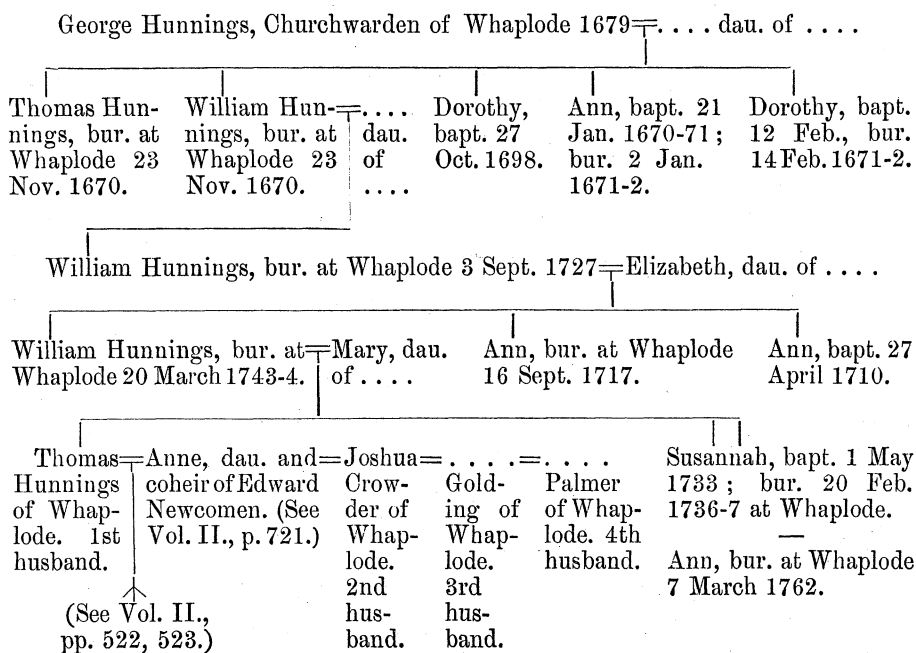 George Hunnings, Churchwarden of Whaplode 1679=. . . . dau. of . . . .
Thomas Hun-
nings, bur. at
Whaplode 23
Nov. 1670.
William Hun-
nings, bur. at
Whaplode 23
Nov. 1670.
=. . . .
dau.
of
. . . .
Dorothy,
bapt. 27
Oct. 1698.
Ann, bapt. 21
Jan. 1670-71 ;
bur. 2 Jan.
1671-2.
Dorothy, bapt.
12 Feb., bur.
14 Feb. 1671-2.
William Hunnings, bur. at Whaplode 3 Sept. 1727=Elizabeth, dau. of . . . .
William Hunnings, bur. at
Whaplode 20 March 1743-4.
=Mary, dau.
of . . . .
Ann, bur. at Whaplode
16 Sept. 1717.
Ann, bapt. 27
April 1710.
Thomas
Hunnings
of Whap-
lode. 1st
husband.
=Anne, dau. and
coheir of Edward
Newcomen. (See
Vol. II., p. 721.)
=Joshua
Crow-
der of
Whap-
lode.
2nd
hus-
band.
=. . . .
Gold-
ing of
Whap-
lode.
3rd
hus-
band.
=. . . .
Palmer
of Whap-
lode. 4th
husband.
Susannah, bapt. 1 May
1733 ; bur. 20 Feb.
1736-7 at Whaplode.
—
Ann, bur. at Whaplode
7 March 1762.
(See Vol. II.,
pp. 522, 523.)